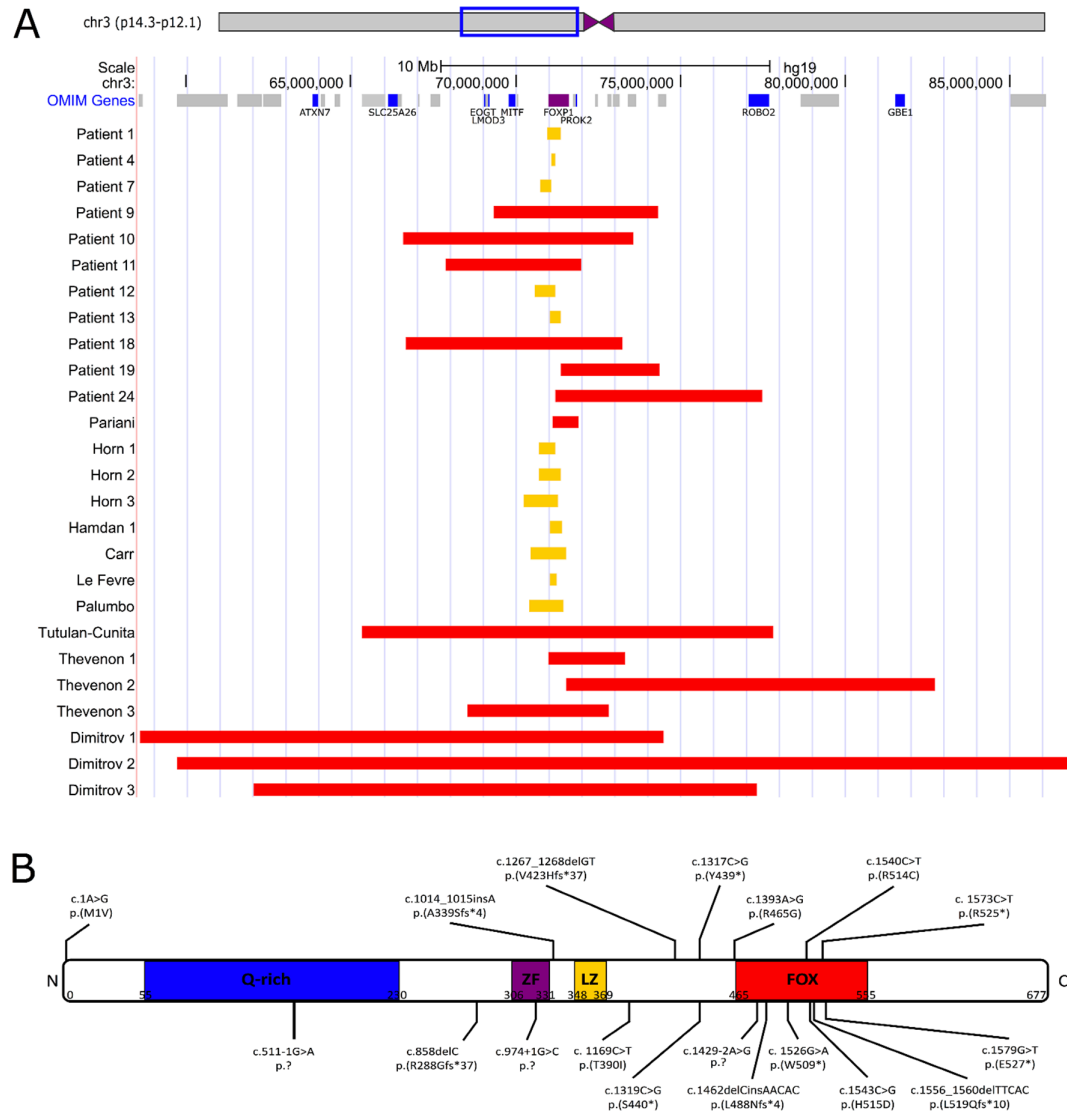 A
chr3 (p14.3-p12.1)
Scale
10 Mb
hg19
chr3:
65,000,000
70,000,000
75,000,000
80,000,000
85,000,000
OMIM Genes
ATXN7
SLC25A26
EOGT
MITF
FOXP1
ROBO2
GBE1
LMOD3
PROK2
Patient 1
Patient 4
Patient 7
Patient 9
Patient 10
Patient 11
Patient 12
Patient 13
Patient 18
Patient 19
Patient 24
Pariani
Horn 1
Horn 2
Horn 3
Hamdan 1
Carr
Le Fevre
Palumbo
Tutulan-Cunita
Thevenon 1
Thevenon 2
Thevenon 3
Dimitrov 1
Dimitrov 2
Dimitrov 3
B
c.1A>G
p.(M1V)
c.1014_1015insA
p.(A339Sfs*4)
c.1267_1268delGT
p.(V423Hfs*37)
c.1317C>G
p.(Y439*)
c.1393A>G
p.(R465G)
c.1540C>T
p.(R514C)
c. 1573C>T
p.(R525*)
N
Q-rich
ZF
LZ
FOX
C
0
55
230
306
331
348
369
465
555
677
c.511-1G>A
p.?
c.858delC
p.(R288Gfs*37)
c.974+1G>C
p.?
c. 1169C>T
p.(T390I)
c.1319C>G
p.(S440*)
c.1429-2A>G
p.?
c.1462delCinsAACAC
p.(L488Nfs*4)
c. 1526G>A
p.(W509*)
c.1543C>G
p.(H515D)
c.1556_1560delTTCAC
p.(L519Qfs*10)
c.1579G>T
p.(E527*)